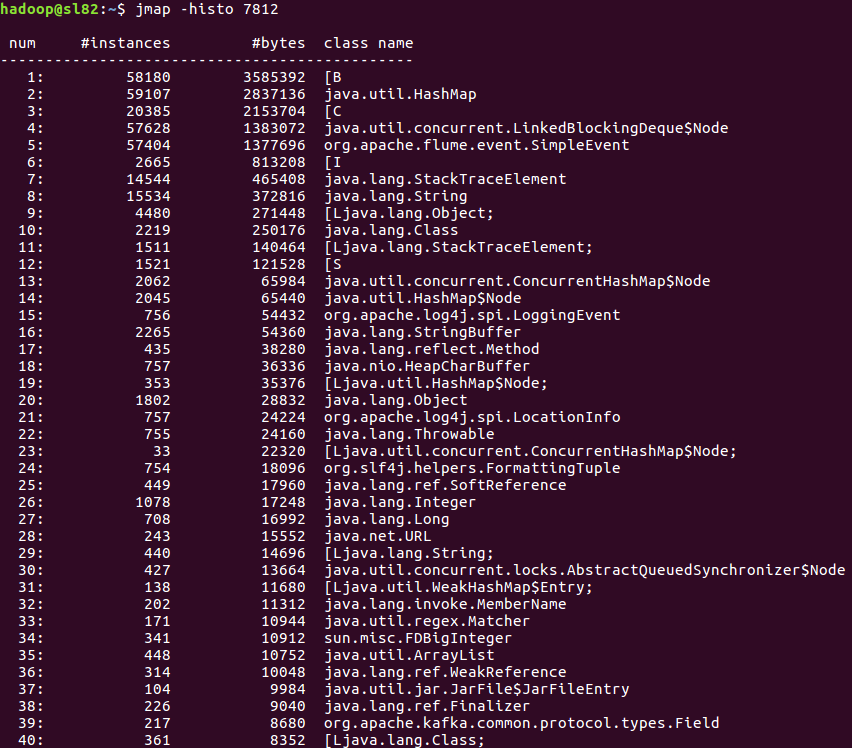 hadoop@sl82:~$ jmap -histo 7812
num #instances #bytes class name
----------------------------------------------
1: 58180 3585392 [B
2: 59107 2837136 java.util.HashMap
3: 20385 2153704 [C
4: 57628 1383072 java.util.concurrent.LinkedBlockingDeque$Node
5: 57404 1377696 org.apache.flume.event.SimpleEvent
6: 2665 813208 [I
7: 14544 465408 java.lang.StackTraceElement
8: 15534 372816 java.lang.String
9: 4480 271448 [Ljava.lang.Object;
10: 2219 250176 java.lang.Class
11: 1511 140464 [Ljava.lang.StackTraceElement;
12: 1521 121528 [S
13: 2062 65984 java.util.concurrent.ConcurrentHashMap$Node
14: 2045 65440 java.util.HashMap$Node
15: 756 54432 org.apache.log4j.spi.LoggingEvent
16: 2265 54360 java.lang.StringBuffer
17: 435 38280 java.lang.reflect.Method
18: 757 36336 java.nio.HeapCharBuffer
19: 353 35376 [Ljava.util.HashMap$Node;
20: 1802 28832 java.lang.Object
21: 757 24224 org.apache.log4j.spi.LocationInfo
22: 755 24160 java.lang.Throwable
23: 33 22320 [Ljava.util.concurrent.ConcurrentHashMap$Node;
24: 754 18096 org.slf4j.helpers.FormattingTuple
25: 449 17960 java.lang.ref.SoftReference
26: 1078 17248 java.lang.Integer
27: 708 16992 java.lang.Long
28: 243 15552 java.net.URL
29: 440 14696 [Ljava.lang.String;
30: 427 13664 java.util.concurrent.locks.AbstractQueuedSynchronizer$Node
31: 138 11680 [Ljava.util.WeakHashMap$Entry;
32: 202 11312 java.lang.invoke.MemberName
33: 171 10944 java.util.regex.Matcher
34: 341 10912 sun.misc.FDBigInteger
35: 448 10752 java.util.ArrayList
36: 314 10048 java.lang.ref.WeakReference
37: 104 9984 java.util.jar.JarFile$JarFileEntry
38: 226 9040 java.lang.ref.Finalizer
39: 217 8680 org.apache.kafka.common.protocol.types.Field
40: 361 8352 [Ljava.lang.Class;